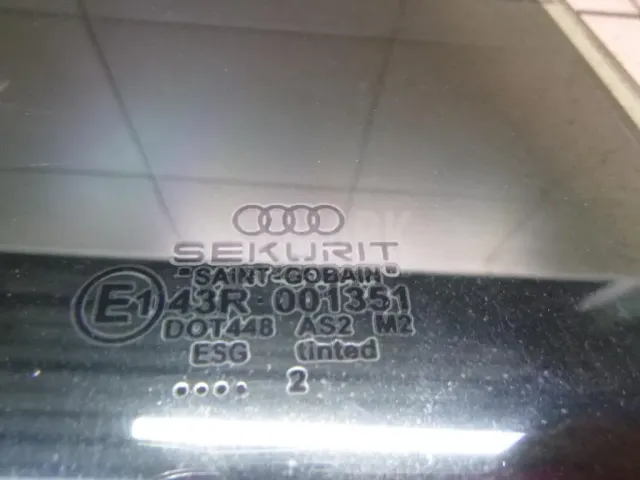 SEKURIT
"SAINT-GOBAIN"
E1 43R 001351
DOT448 AS2 M2
ESG tinted
2